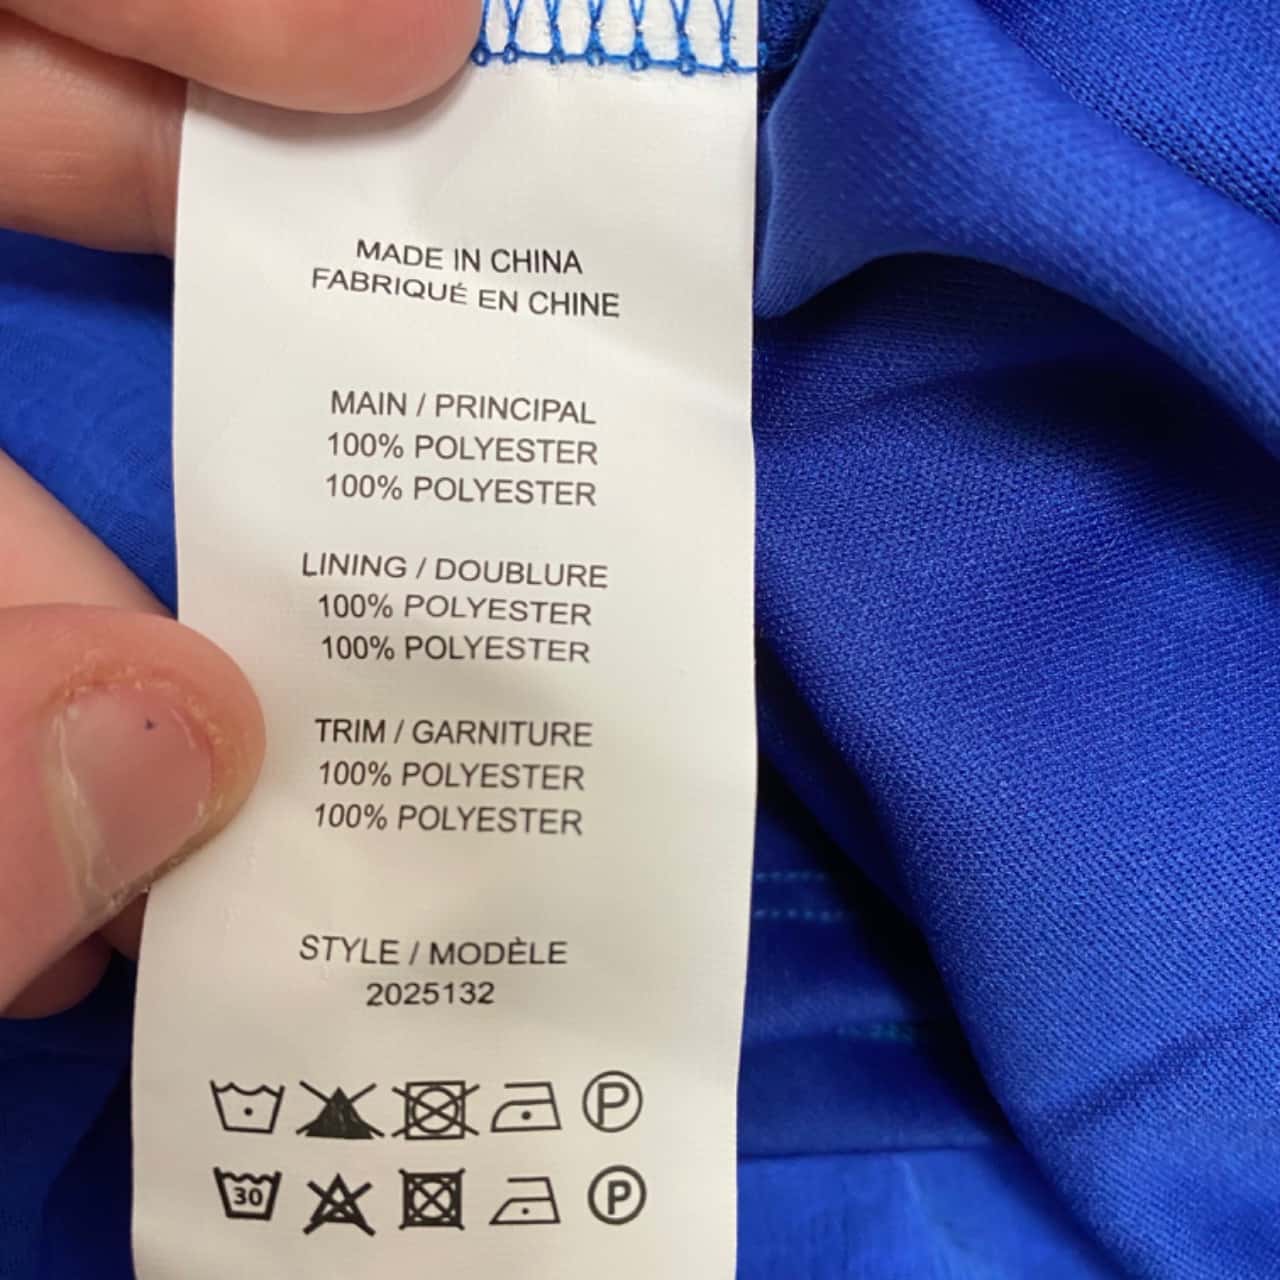 MADE IN CHINA
FABRIQUÉ EN CHINE
MAIN / PRINCIPAL
100% POLYESTER
100% POLYESTER
LINING / DOUBLURE
100% POLYESTER
100% POLYESTER
TRIM / GARNITURE
100% POLYESTER
100% POLYESTER
STYLE / MODÈLE
2025132
P
30 P